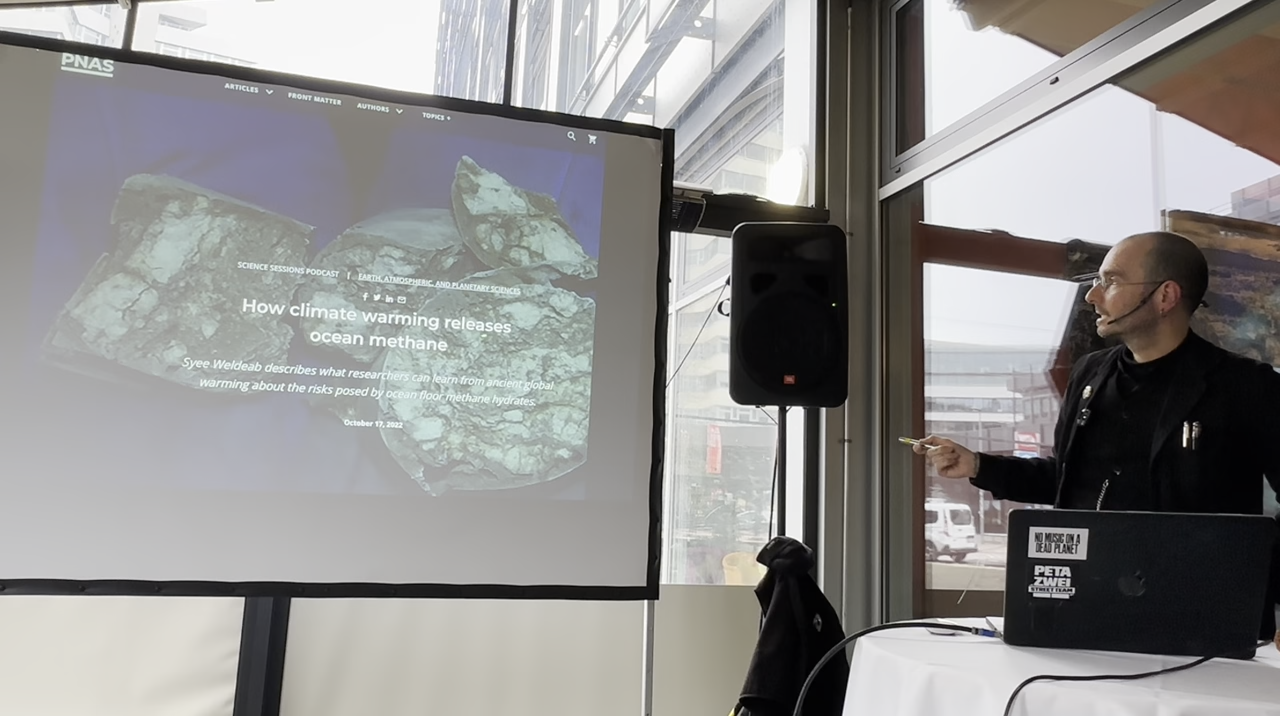 PNAS
ARTICLES
FRONT MATTER
AUTHORS
TOPICS +
SCIENCE SESSIONS PODCAST | EARTH, ATMOSPHERIC, AND PLANETARY SCIENCES
How climate warming releases
ocean methane
Syee Weldeab describes what researchers can learn from ancient global
warming about the risks posed by ocean floor methane hydrates.
October 17, 2022
JBL
NO MUSIC ON A
DEAD PLANET
PETA
ZWEI
STREET TEAM